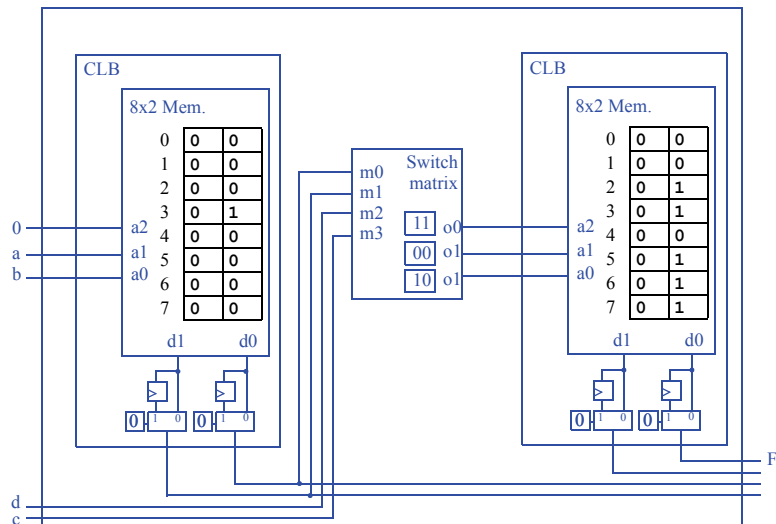 CLB
8x2 Mem.
0 0 0
1 0 0
2 0 0
3 0 1
4 0 0
5 0 0
6 0 0
7 0 0
0 a2
a a1
b a0
d1 d0
0 1 0
0 1 0
Switch
matrix
m0
m1
m2
m3
11 o0
00 o1
10 o1
CLB
8x2 Mem.
0 0 0
1 0 0
2 0 1
3 0 1
4 0 0
5 0 1
6 0 1
7 0 1
a2
a1
a0
d1 d0
0 1 0
0 1 0
F
d
c